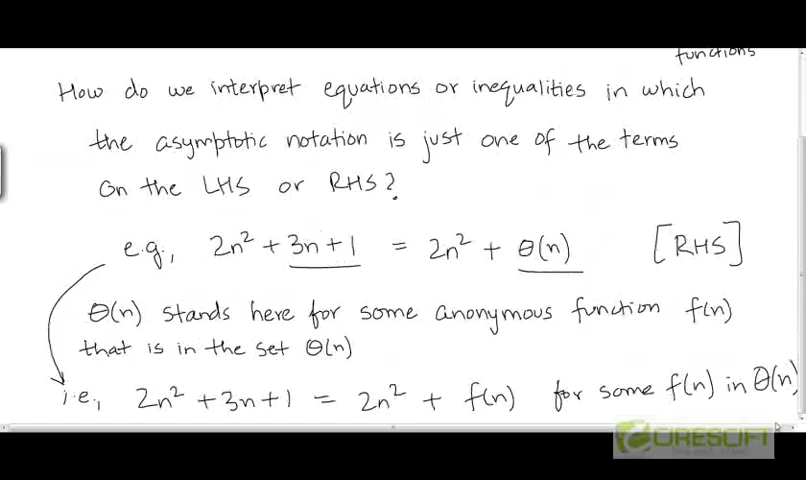 functions
How do we interpret equations or inequalities in which
the asymptotic notation is just one of the terms
on the LHS or RHS?
e.g., 2n² + 3n + 1 = 2n² + θ(n) [RHS]
θ(n) stands here for some anonymous function f(n)
that is in the set θ(n)
i.e., 2n² + 3n + 1 = 2n² + f(n) for some f(n) in θ(n)